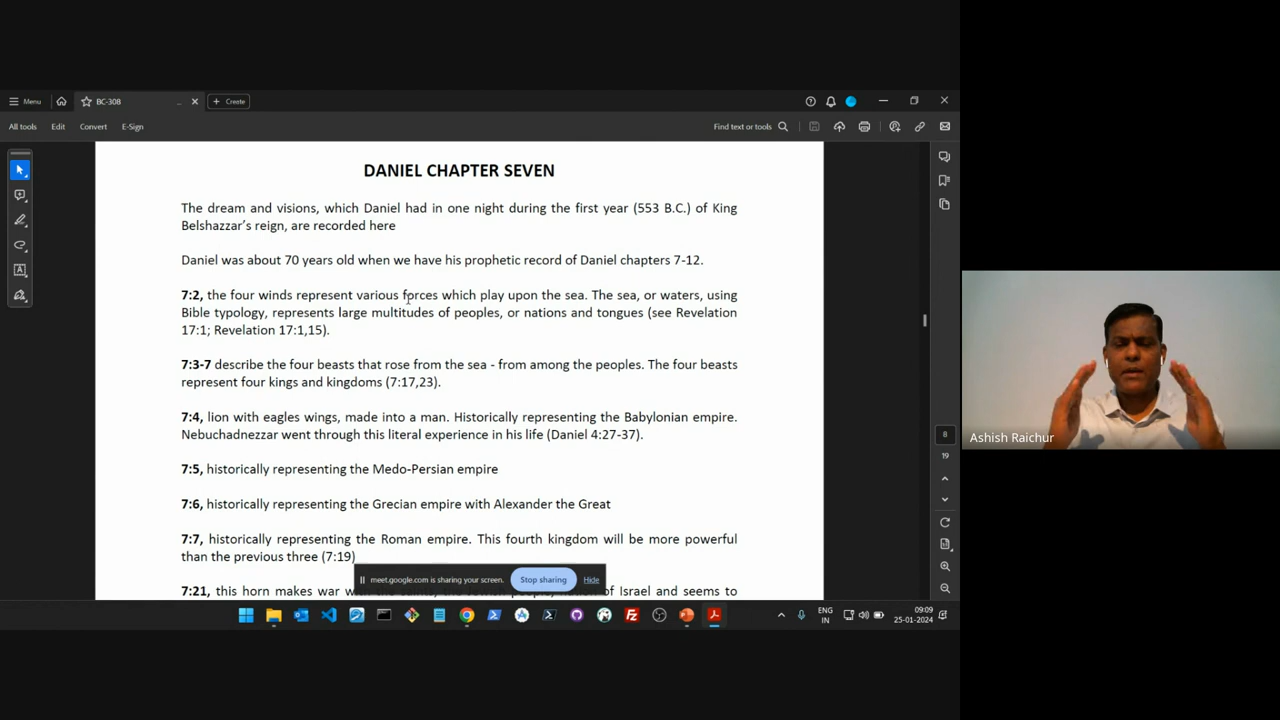 Menu
BC-308
Create
All tools
Edit
Convert
E-Sign
Find text or tools
DANIEL CHAPTER SEVEN
The dream and visions, which Daniel had in one night during the first year (553 B.C.) of King
Belshazzar's reign, are recorded here
Daniel was about 70 years old when we have his prophetic record of Daniel chapters 7-12.
7:2, the four winds represent various forces which play upon the sea. The sea, or waters, using
Bible typology, represents large multitudes of peoples, or nations and tongues (see Revelation
17:1; Revelation 17:1,15).
7:3-7 describe the four beasts that rose from the sea - from among the peoples. The four beasts
represent four kings and kingdoms (7:17,23).
7:4, lion with eagles wings, made into a man. Historically representing the Babylonian empire.
Nebuchadnezzar went through this literal experience in his life (Daniel 4:27-37).
7:5, historically representing the Medo-Persian empire
7:6, historically representing the Grecian empire with Alexander the Great
7:7, historically representing the Roman empire. This fourth kingdom will be more powerful
than the previous three (7:19)
7:21, this horn makes war with of Israel and seems to
meet.google.com is sharing your screen.
Stop sharing
Hide
8
19
Ashish Raichur
ENG
IN
09:09
25-01-2024